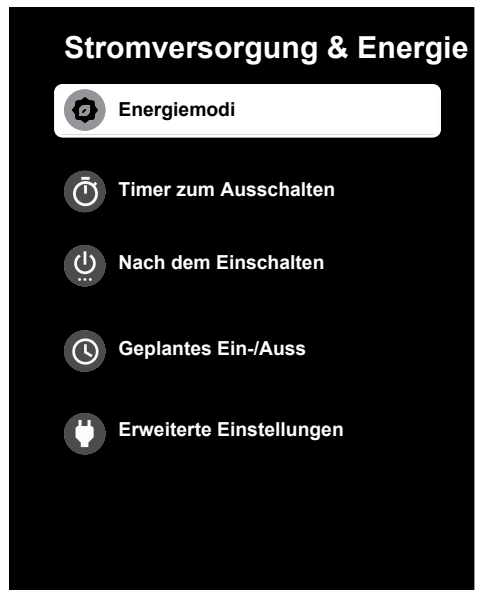 Stromversorgung & Energie
Energiemodi
Timer zum Ausschalten
Nach dem Einschalten
Geplantes Ein-/Auss
Erweiterte Einstellungen